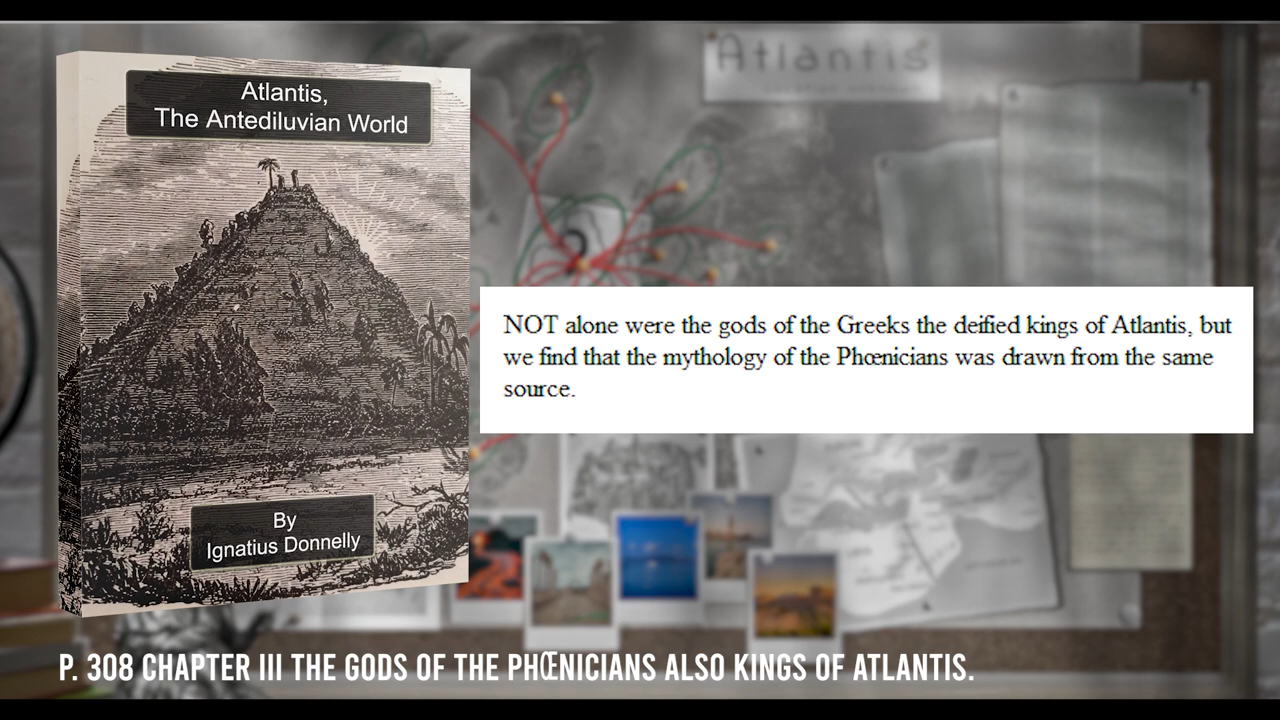 Atlantis
Atlantis,
The Antediluvian World
By
Ignatius Donnelly
NOT alone were the gods of the Greeks the deified kings of Atlantis, but
we find that the mythology of the Phœnicians was drawn from the same
source.
P. 308 CHAPTER III THE GODS OF THE PHŒNICIANS ALSO KINGS OF ATLANTIS.